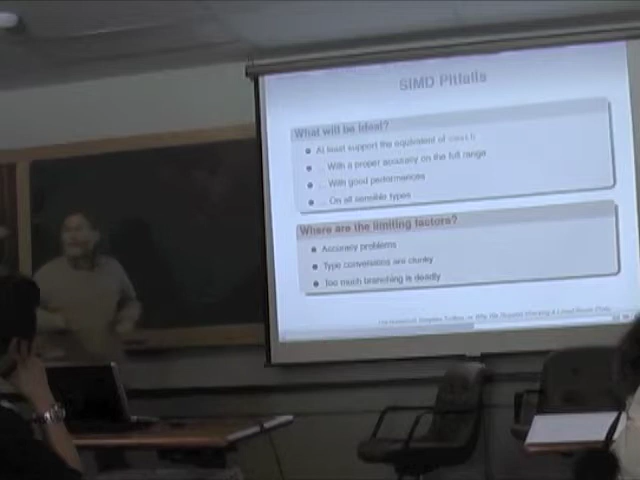 SIMD Pitfalls
What will be ideal?
At least support the equivalent of cmath
... With a proper accuracy on the full range
... With good performances
... On all sensible types
Where are the limiting factors?
Accuracy problems
Type conversions are clunky
Too much branching is deadly